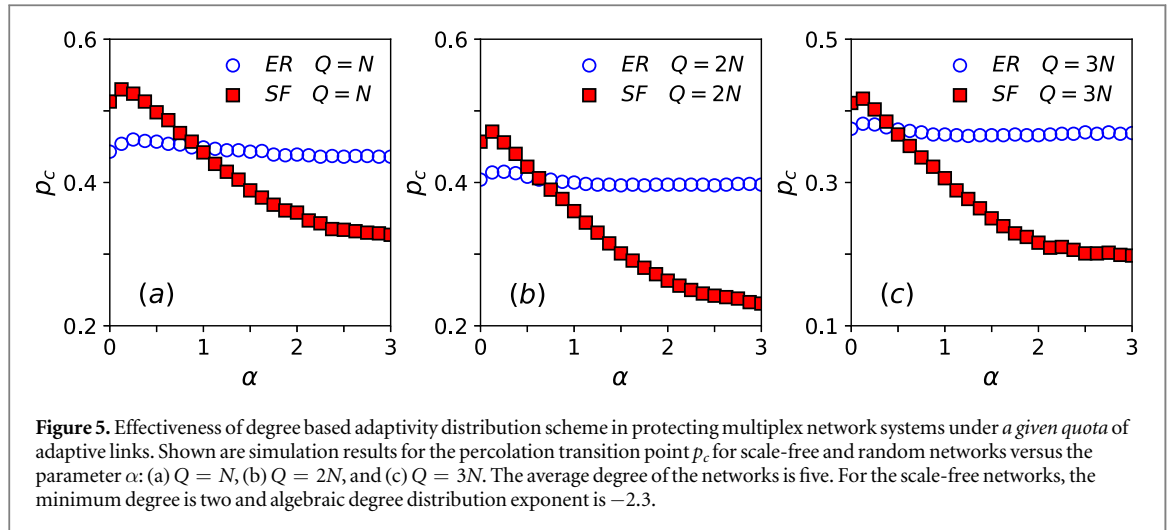 0.6
0.4
0.2
p_c
ER Q = N
SF Q = N
(a)
0 1 2 3
α
0.6
0.4
0.2
p_c
ER Q = 2N
SF Q = 2N
(b)
0 1 2 3
α
0.5
0.3
0.1
p_c
ER Q = 3N
SF Q = 3N
(c)
0 1 2 3
α
Figure 5. Effectiveness of degree based adaptivity distribution scheme in protecting multiplex network systems under a given quota of
adaptive links. Shown are simulation results for the percolation transition point p_c for scale-free and random networks versus the
parameter α: (a) Q = N, (b) Q = 2N, and (c) Q = 3N. The average degree of the networks is five. For the scale-free networks, the
minimum degree is two and algebraic degree distribution exponent is −2.3.